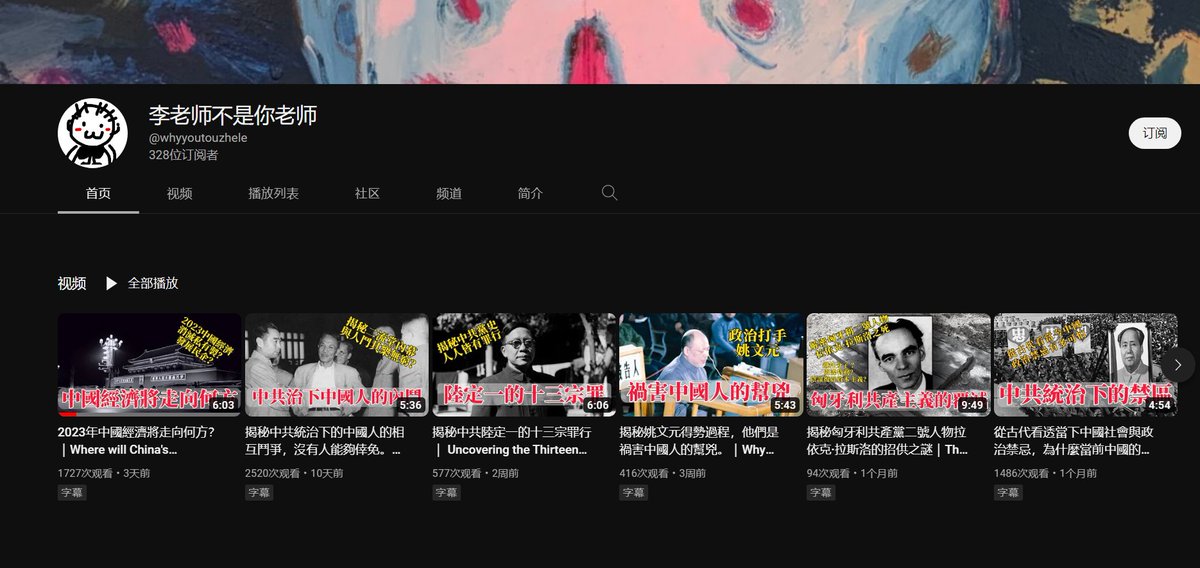 李老师不是你老师
@whyyoutouzhele
328位订阅者
订阅
首页 视频 播放列表 社区 频道 简介
视频 全部播放
2023中國經濟
消滅私有製?
中國經濟將走向何方
6:03
中共治下中國人的內鬥
5:36
揭秘中共黨史
人人皆有罪行
陸定一的十三宗罪
6:06
政治打手
姚文元
禍害中國人的幫兇
5:43
匈牙利共產主義的
9:49
中共統治下的禁區
4:54
2023年中國經濟將走向何方?
｜Where will China's...
1727次观看・3天前
字幕
揭秘中共統治下的中國人的相
互鬥爭，沒有人能夠倖免。...
2520次观看・10天前
字幕
揭秘中共陸定一的十三宗罪行
｜ Uncovering the Thirteen...
577次观看・2周前
字幕
揭秘姚文元得勢過程，他們是
禍害中國人的幫兇。｜Why...
416次观看・3周前
字幕
揭秘匈牙利共產黨二號人物拉
依克·拉斯洛的招供之謎｜Th...
94次观看・1个月前
字幕
從古代看透當下中國社會與政
治禁忌，為什麼當前中國的...
1486次观看・1个月前
字幕